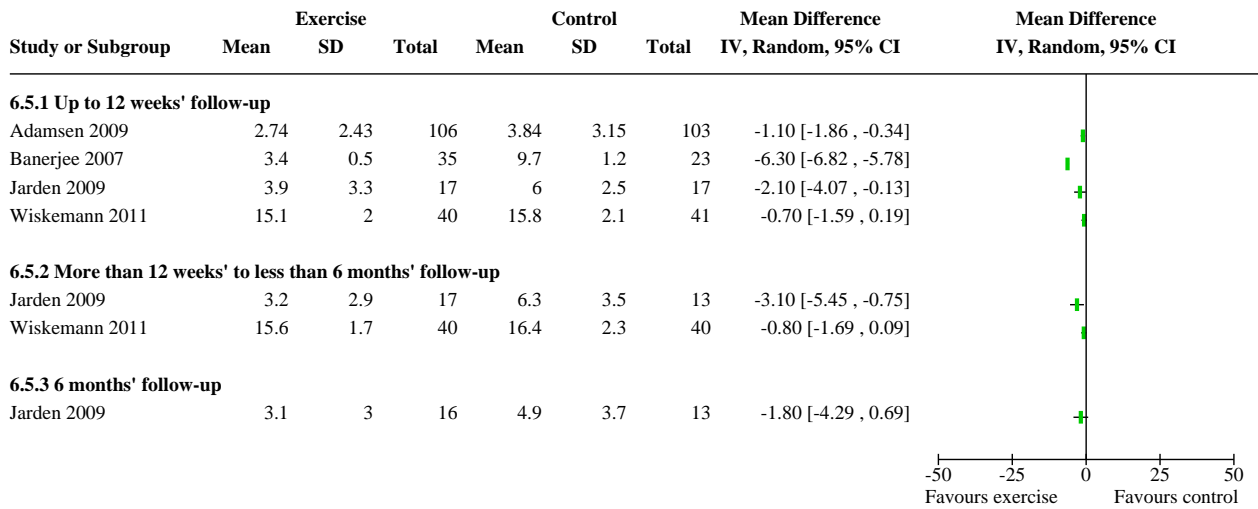 Exercise Control Mean Difference Mean Difference
Study or Subgroup Mean SD Total Mean SD Total IV, Random, 95% CI IV, Random, 95% CI
6.5.1 Up to 12 weeks' follow-up
Adamsen 2009 2.74 2.43 106 3.84 3.15 103 -1.10 [-1.86 , -0.34]
Banerjee 2007 3.4 0.5 35 9.7 1.2 23 -6.30 [-6.82 , -5.78]
Jarden 2009 3.9 3.3 17 6 2.5 17 -2.10 [-4.07 , -0.13]
Wiskemann 2011 15.1 2 40 15.8 2.1 41 -0.70 [-1.59 , 0.19]
6.5.2 More than 12 weeks' to less than 6 months' follow-up
Jarden 2009 3.2 2.9 17 6.3 3.5 13 -3.10 [-5.45 , -0.75]
Wiskemann 2011 15.6 1.7 40 16.4 2.3 40 -0.80 [-1.69 , 0.09]
6.5.3 6 months' follow-up
Jarden 2009 3.1 3 16 4.9 3.7 13 -1.80 [-4.29 , 0.69]
-50 -25 0 25 50
Favours exercise Favours control